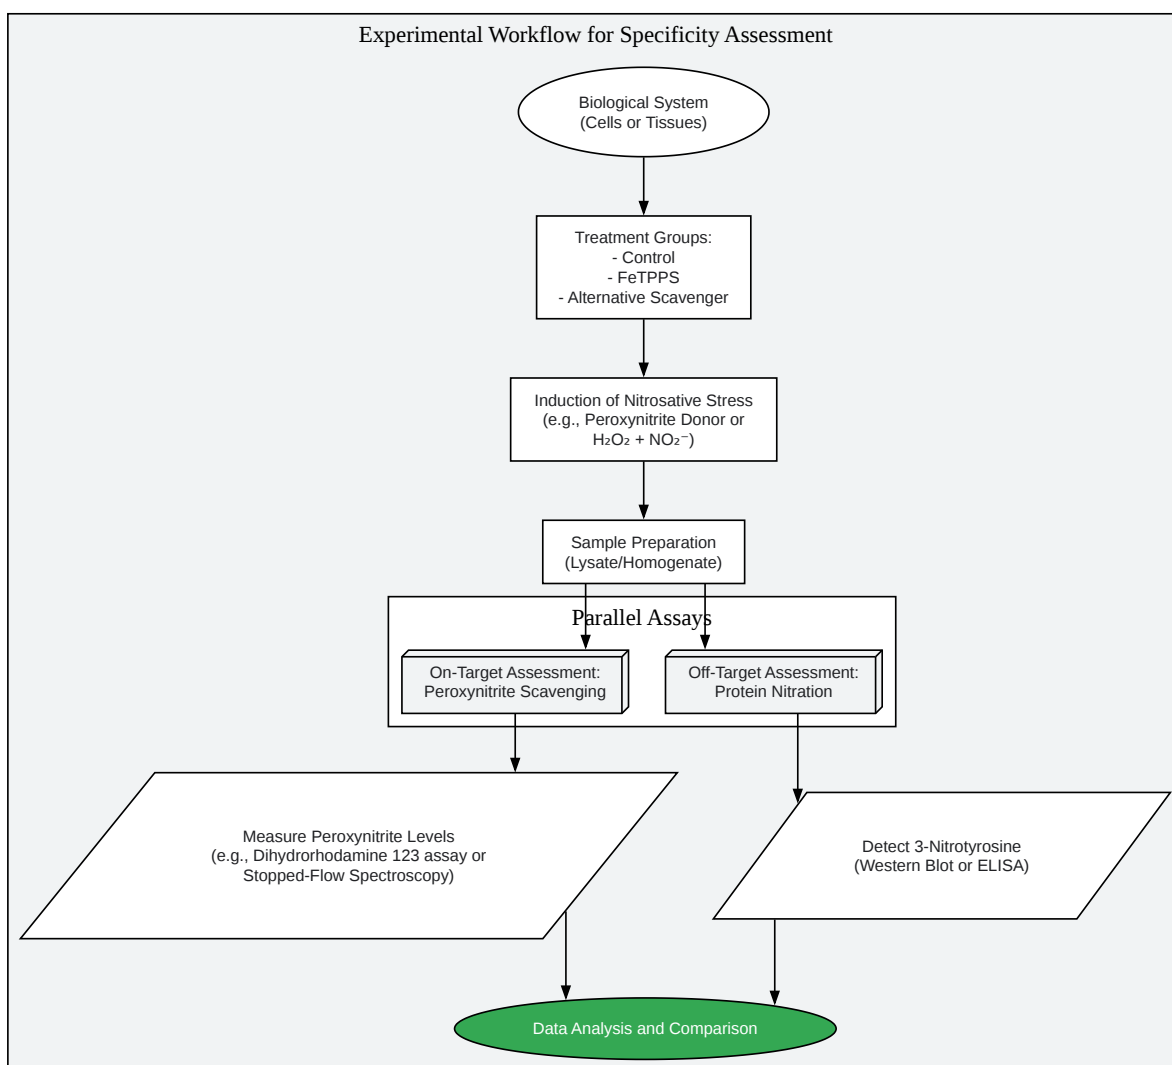 Experimental Workflow for Specificity Assessment
Biological System
(Cells or Tissues)
Treatment Groups:
- Control
- FeTPPS
- Alternative Scavenger
Induction of Nitrosative Stress
(e.g., Peroxynitrite Donor or
H₂O₂ + NO₂⁻)
Sample Preparation
(Lysate/Homogenate)
Parallel Assays
On-Target Assessment:
Peroxynitrite Scavenging
Off-Target Assessment:
Protein Nitration
Measure Peroxynitrite Levels
(e.g., Dihydrorhodamine 123 assay or
Stopped-Flow Spectroscopy)
Detect 3-Nitrotyrosine
(Western Blot or ELISA)
Data Analysis and Comparison